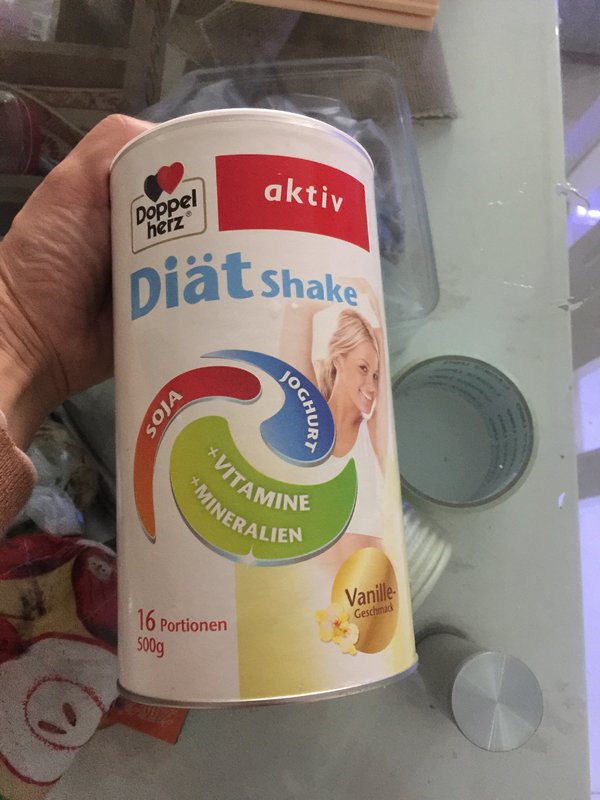 Doppel
herz®
aktiv
Diät shake
SOJA
JOGHURT
+VITAMINE
+MINERALIEN
16 Portionen
500g
Vanille-
Geschmack